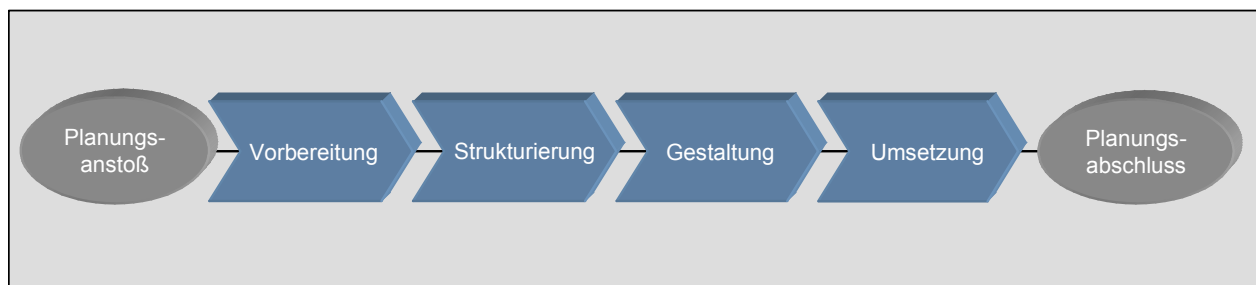 Planungs-
anstoß
Vorbereitung
Strukturierung
Gestaltung
Umsetzung
Planungs-
abschluss